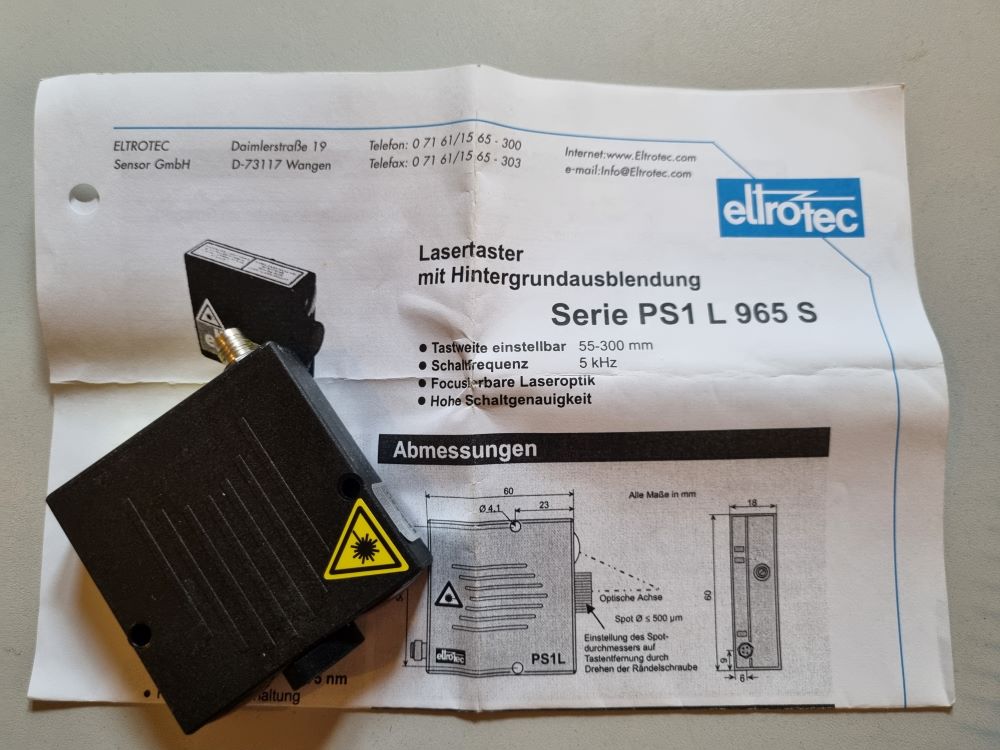 ELTROTEC
Sensor GmbH
Daimlerstraße 19
D-73117 Wangen
Telefon: 0 71 61/15 65 - 300
Telefax: 0 71 61/15 65 - 303
Internet:www.Eltrotec.com
e-mail:Info@Eltrotec.com
eltrotec
Lasertaster
mit Hintergrundausblendung
Serie PS1 L 965 S
● Tastweite einstellbar 55-300 mm
● Schaltfrequenz 5 kHz
● Focusierbare Laseroptik
● Hohe Schaltgenauigkeit
Abmessungen
60
Ø 4,1
23
Alle Maße in mm
18
60
Optische Achse
Spot Ø ≤ 500 µm
Einstellung des Spot-
durchmessers auf
Tastentfernung durch
Drehen der Rändelschraube
eltrotec
PS1L
9
6
5 nm
altung